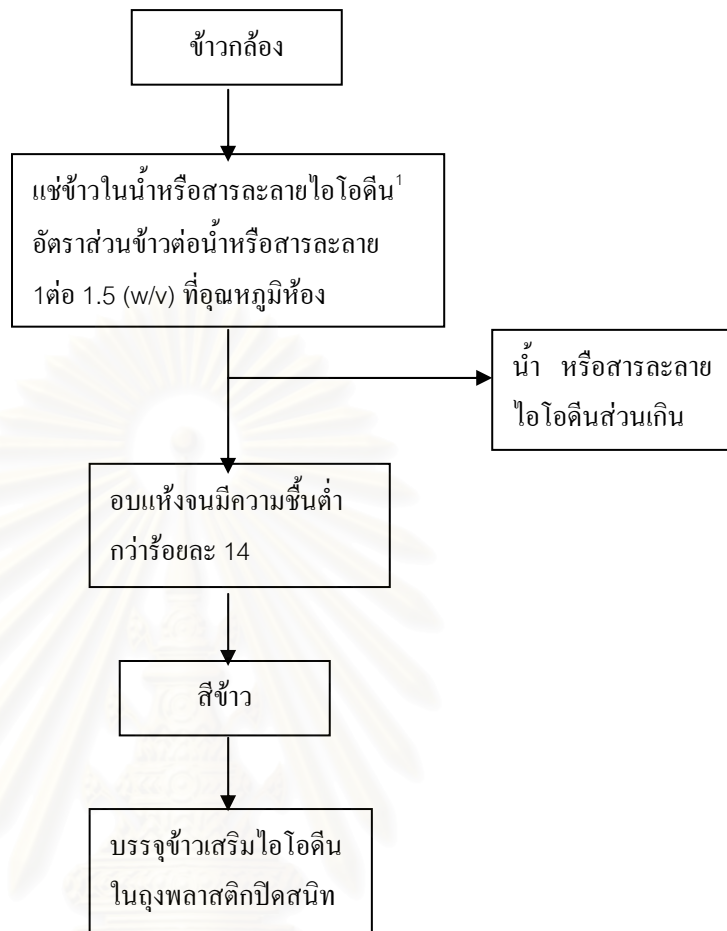 ข้าวกล้อง
แช่ข้าวในน้ำหรือสารละลายไอโอดีน¹
อัตราส่วนข้าวต่อน้ำหรือสารละลาย
1ต่อ 1.5 (w/v) ที่อุณหภูมิห้อง
น้ำ หรือสารละลาย
ไอโอดีนส่วนเกิน
อบแห้งจนมีความชื้นต่ำ
กว่าร้อยละ 14
สีข้าว
บรรจุข้าวเสริมไอโอดีน
ในถุงพลาสติกปิดสนิท